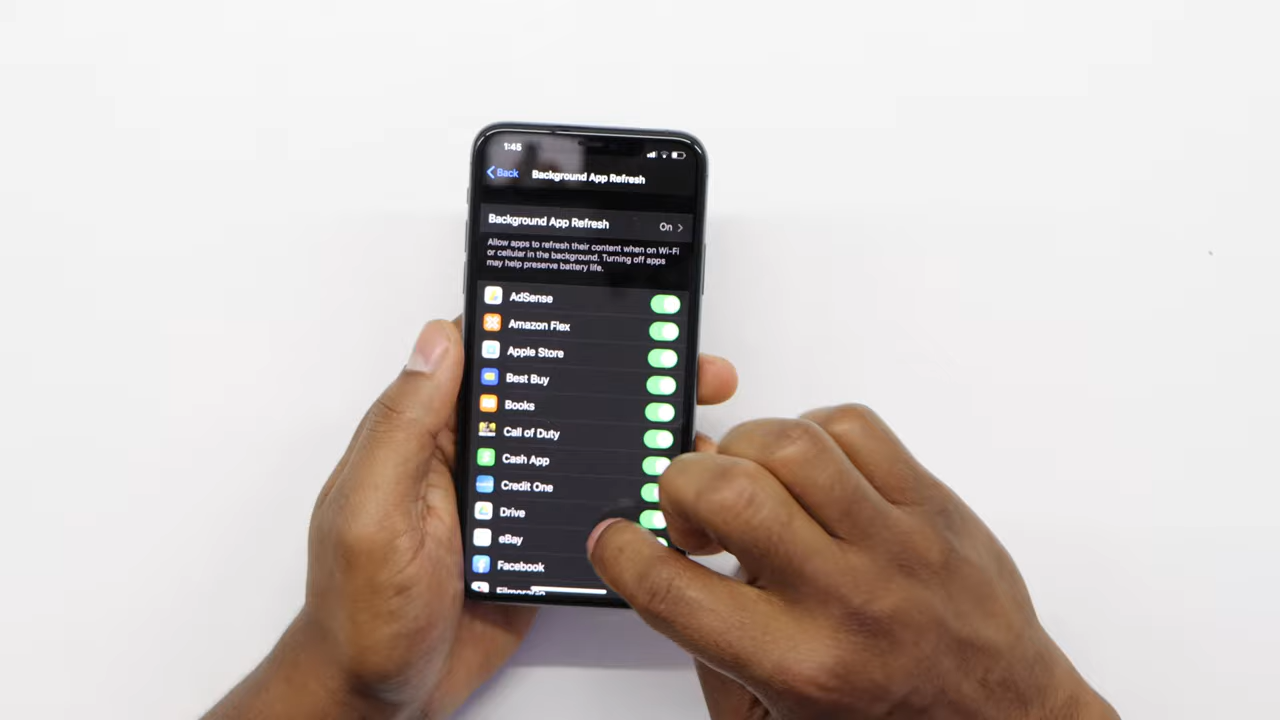 1:45
Back
Background App Refresh
Background App Refresh
On
Allow apps to refresh their content when on Wi-Fi
or cellular in the background. Turning off apps
may help preserve battery life.
AdSense
Amazon Flex
Apple Store
Best Buy
Books
Call of Duty
Cash App
Credit One
Drive
eBay
Facebook